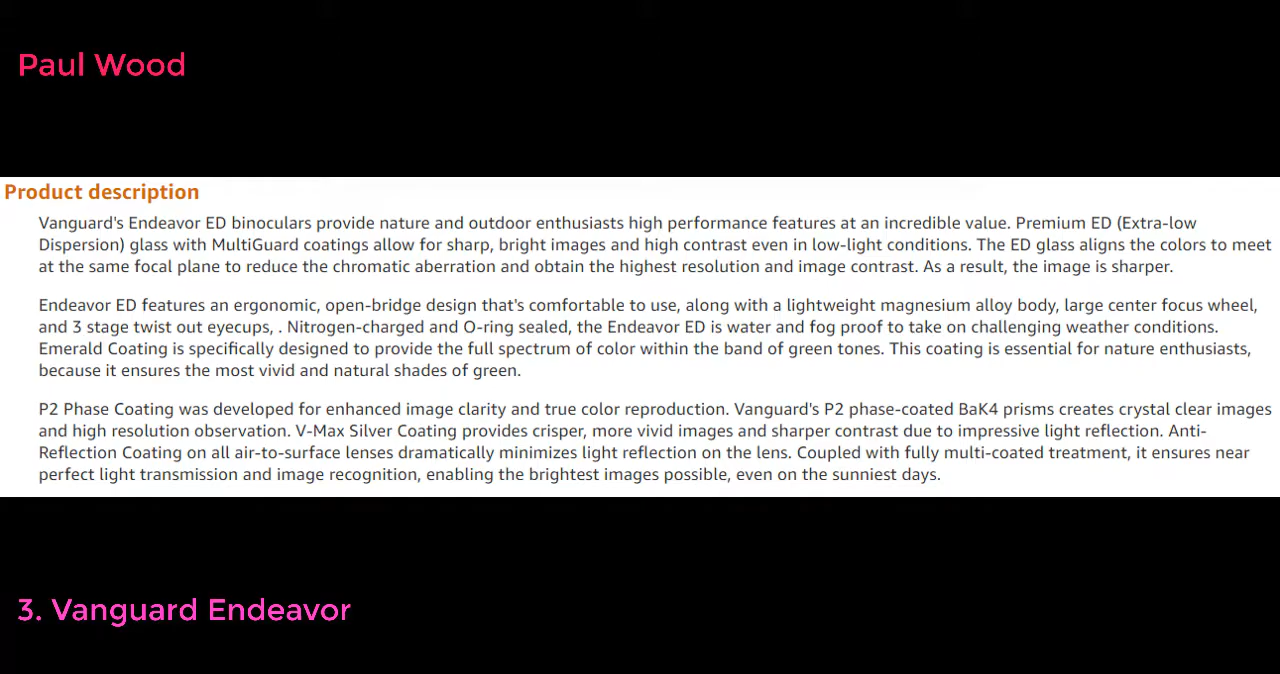 Paul Wood
Product description
Vanguard's Endeavor ED binoculars provide nature and outdoor enthusiasts high performance features at an incredible value. Premium ED (Extra-low
Dispersion) glass with MultiGuard coatings allow for sharp, bright images and high contrast even in low-light conditions. The ED glass aligns the colors to meet
at the same focal plane to reduce the chromatic aberration and obtain the highest resolution and image contrast. As a result, the image is sharper.
Endeavor ED features an ergonomic, open-bridge design that's comfortable to use, along with a lightweight magnesium alloy body, large center focus wheel,
and 3 stage twist out eyecups, . Nitrogen-charged and O-ring sealed, the Endeavor ED is water and fog proof to take on challenging weather conditions.
Emerald Coating is specifically designed to provide the full spectrum of color within the band of green tones. This coating is essential for nature enthusiasts,
because it ensures the most vivid and natural shades of green.
P2 Phase Coating was developed for enhanced image clarity and true color reproduction. Vanguard's P2 phase-coated BaK4 prisms creates crystal clear images
and high resolution observation. V-Max Silver Coating provides crisper, more vivid images and sharper contrast due to impressive light reflection. Anti-
Reflection Coating on all air-to-surface lenses dramatically minimizes light reflection on the lens. Coupled with fully multi-coated treatment, it ensures near
perfect light transmission and image recognition, enabling the brightest images possible, even on the sunniest days.
3. Vanguard Endeavor